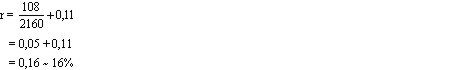 r = 108/2160 + 0,11
= 0,05 + 0,11
= 0,16 ~ 16%